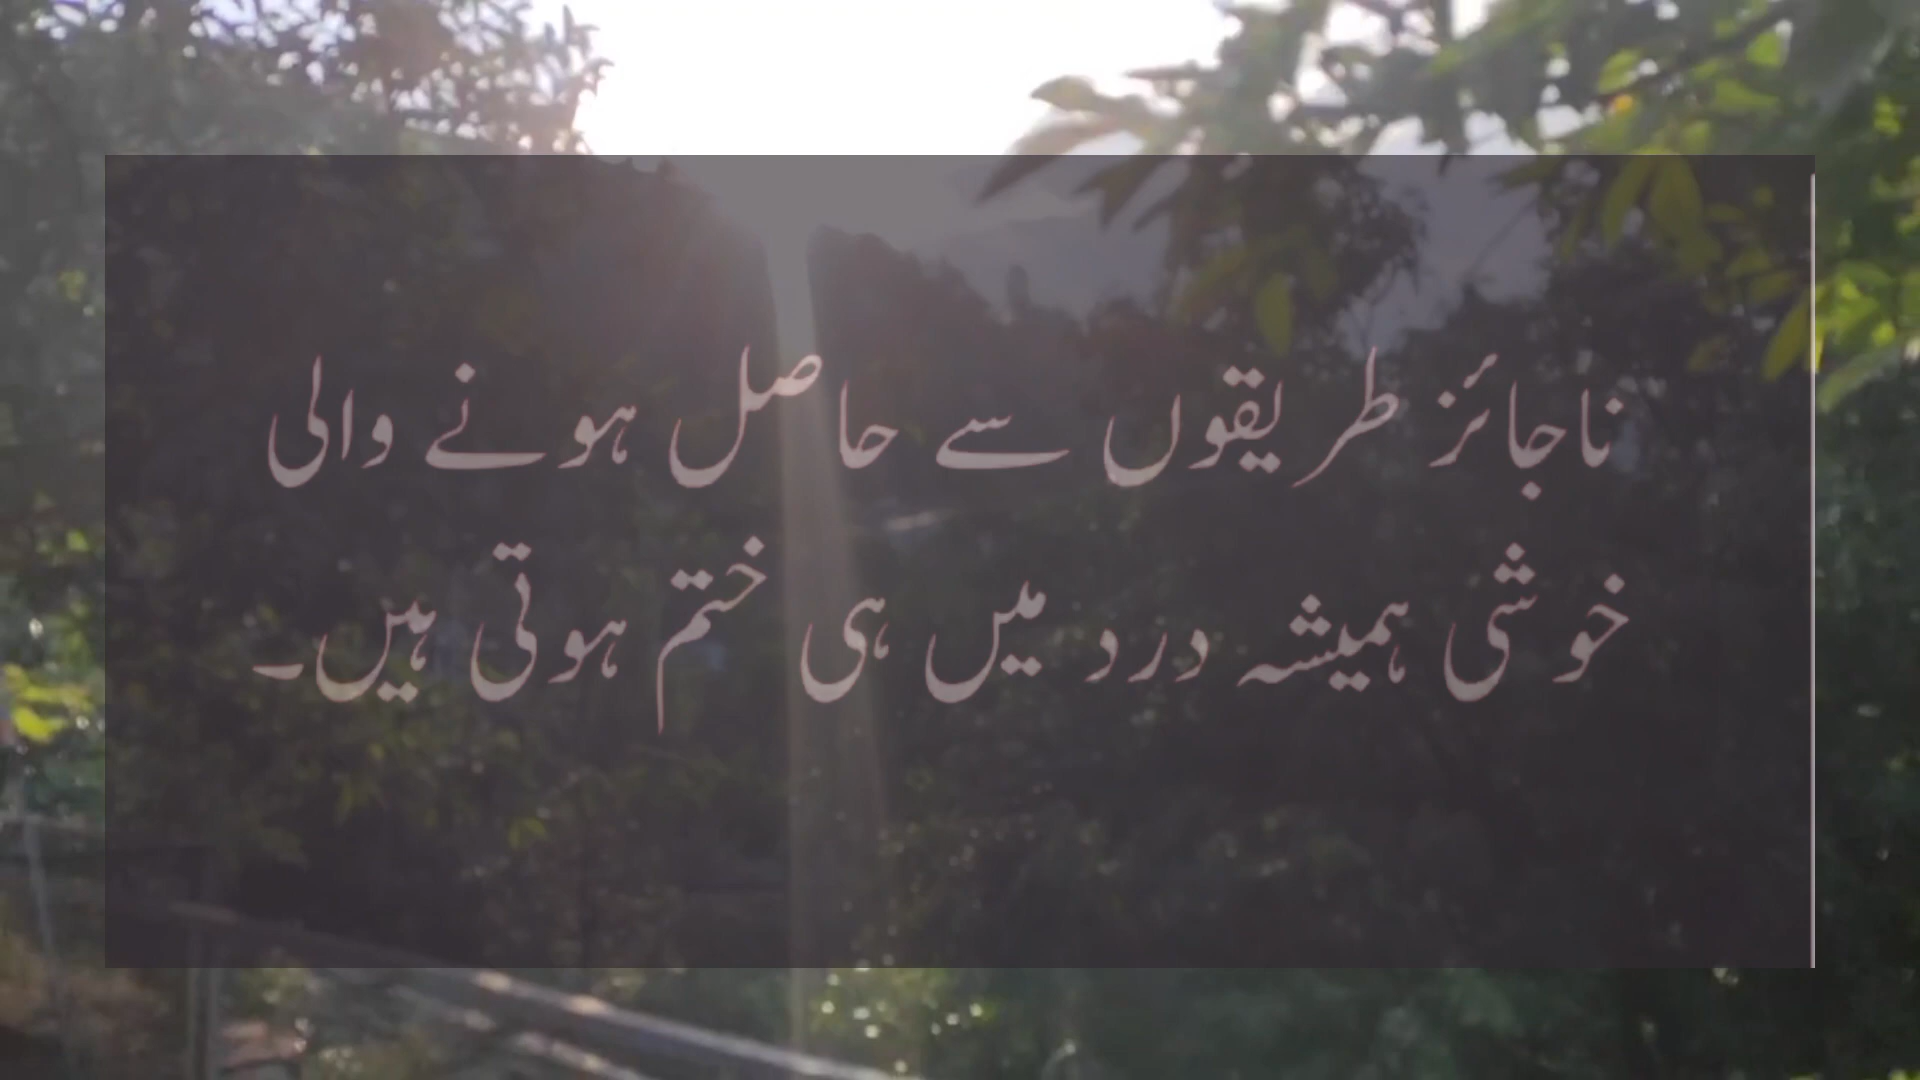 ناجائز طریقوں سے حاصل ہونے والی
خوشی ہمیشہ درد میں ہی ختم ہوتی ہیں۔